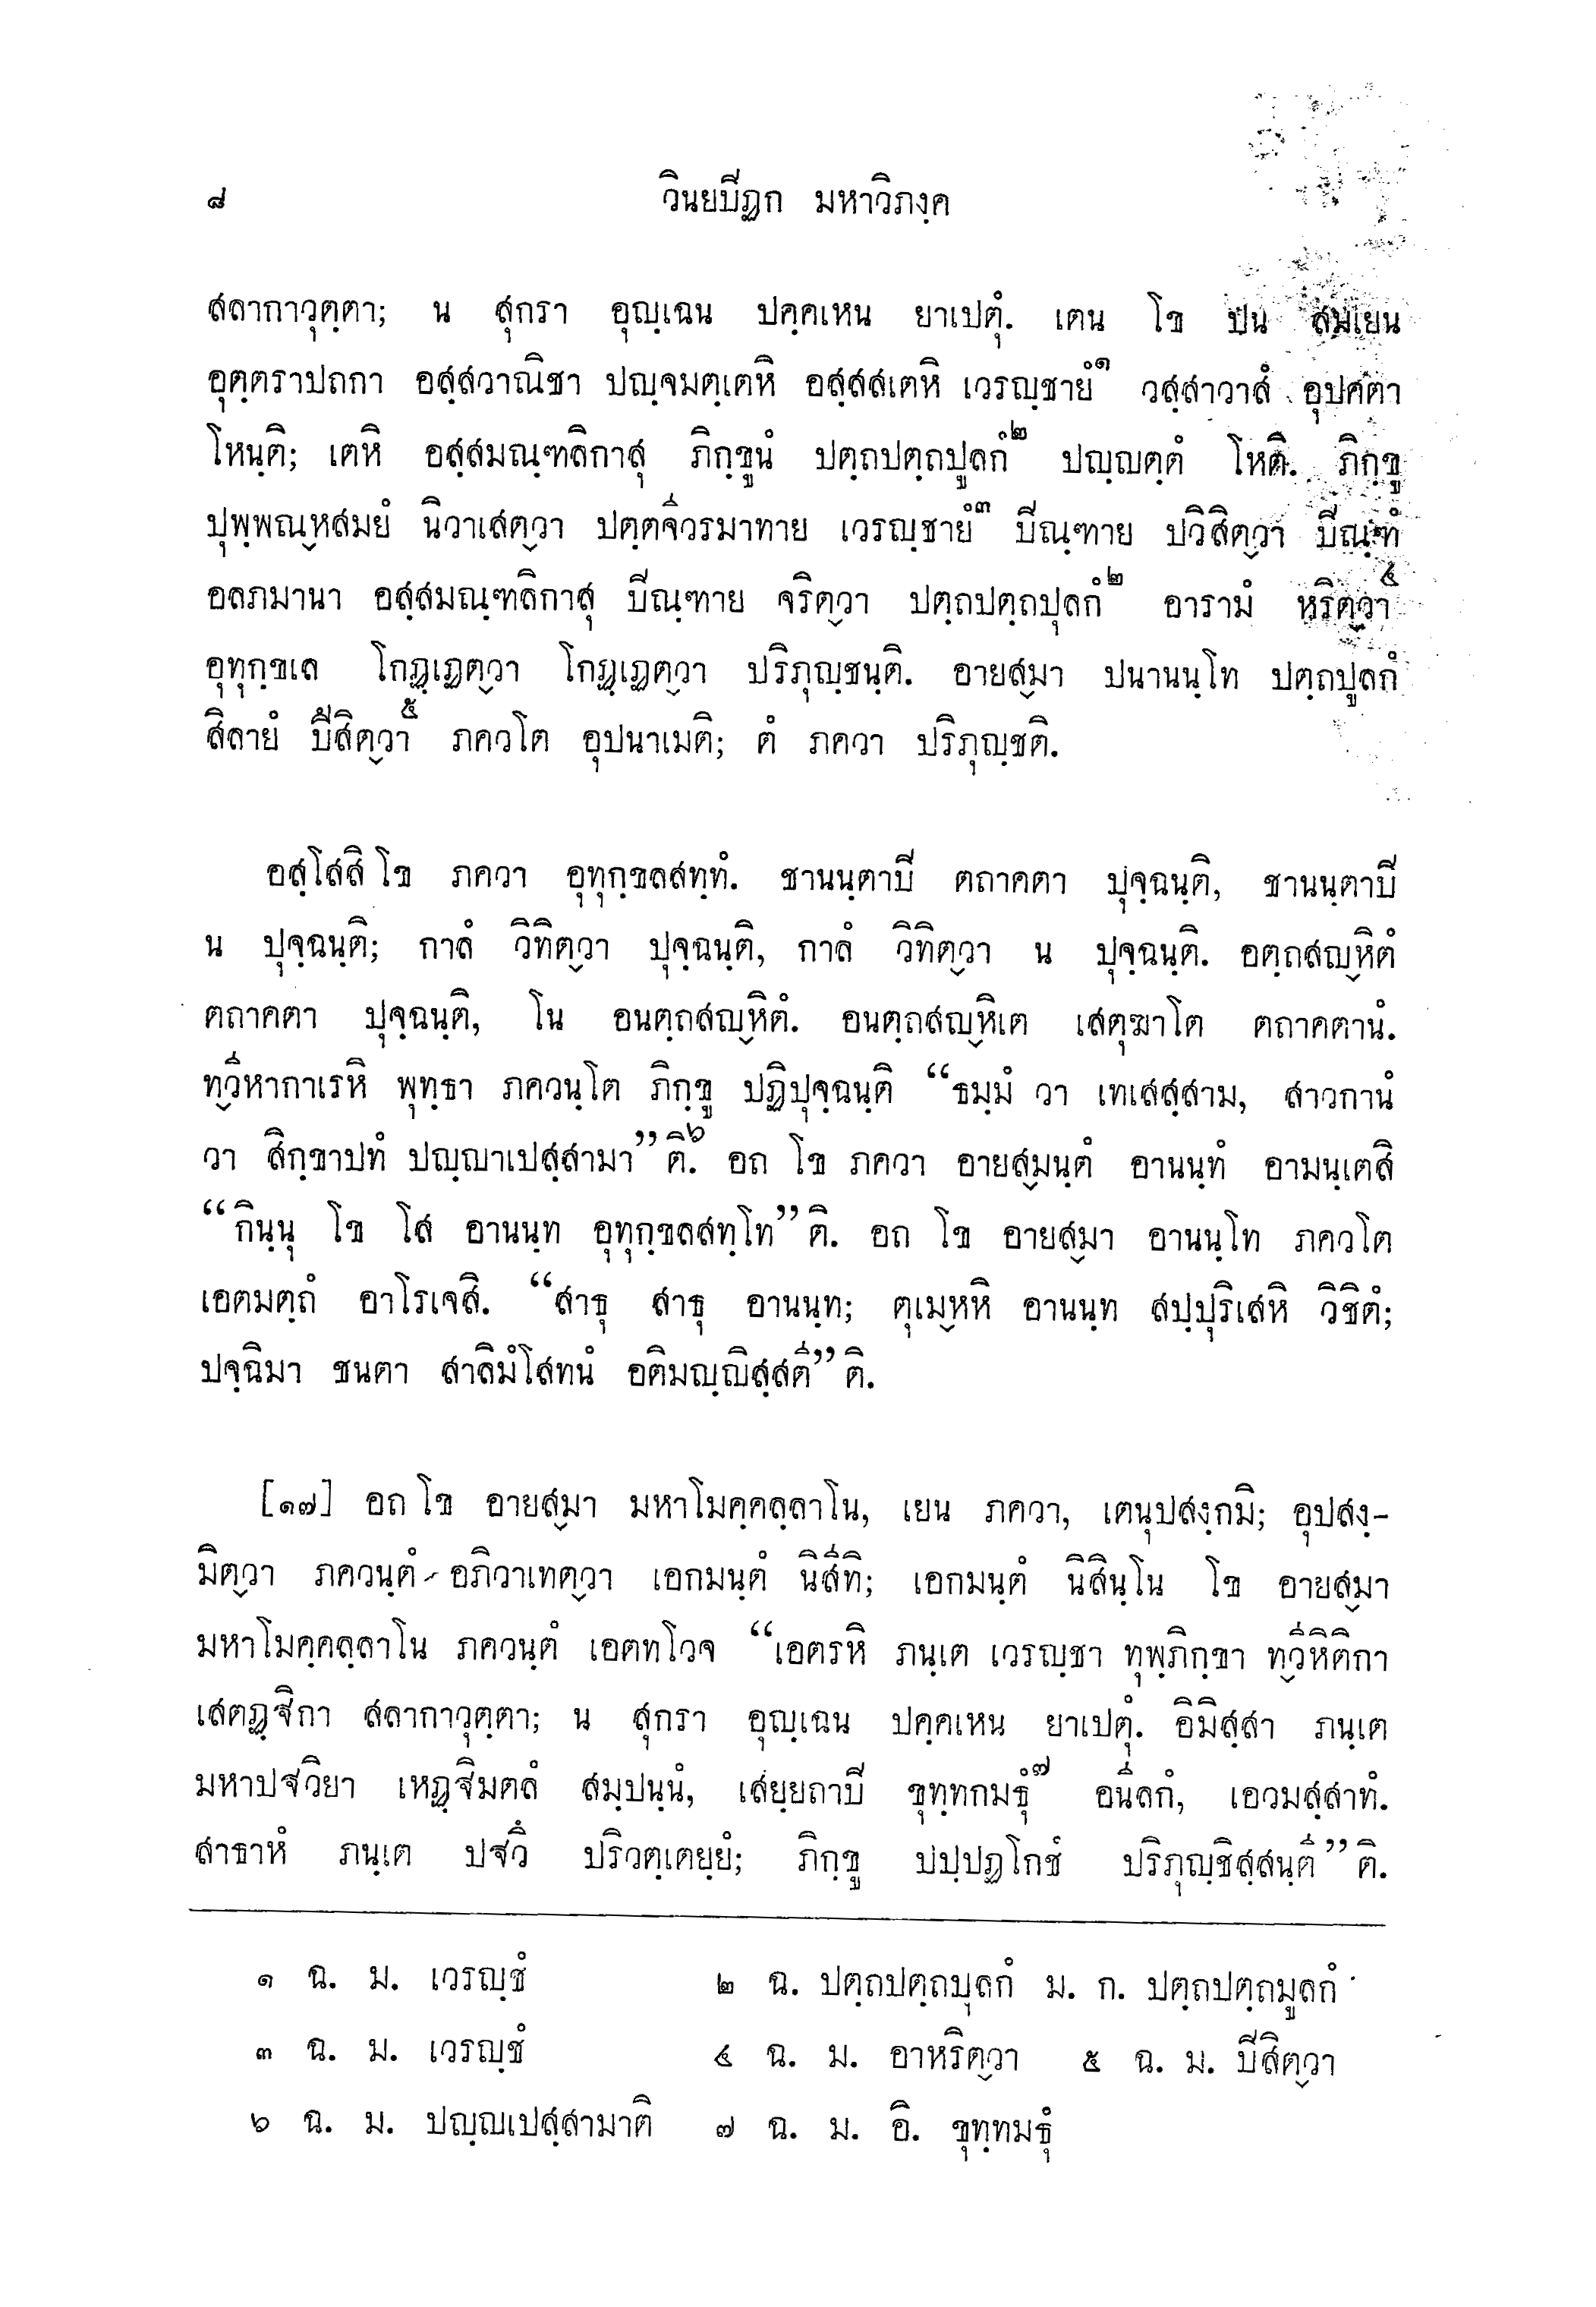 ๘ วินยปิฏก มหาวิภงฺค
สลากาวุตฺตา; น สุกรา อุญฺเฉน ปคฺคเหน ยาเปตุํ. เตน โข ปน สมเยน
อุตฺตราปถกา อสฺสวาณิชา ปญฺจมตฺเตหิ อสฺสสเตหิ เวรญฺชายํ๑ วสฺสาวาสํ อุปคตา
โหนฺติ; เตหิ อสฺสมณฺฑลิกาสุ ภิกฺขูนํ ปตฺถปตฺถปูลกํ๒ ปญฺญตฺตํ โหติ. ภิกฺขู
ปุพฺพณฺหสมยํ นิวาเสตฺวา ปตฺตจีวรมาทาย เวรญฺชายํ๓ ปิณฺฑาย ปวิสิตฺวา ปิณฺฑํ
อลภมานา อสฺสมณฺฑลิกาสุ ปิณฺฑาย จริตฺวา ปตฺถปตฺถปุลกํ๒ อารามํ หริตฺวา๔
อุทุกฺขเล โกฏฺเฏตฺวา โกฏฺเฏตฺวา ปริภุญฺชนฺติ. อายสฺมา ปนานนฺโท ปตฺถปูลกํ
สิลายํ ปีสิตฺวา๕ ภควโต อุปนาเมติ; ตํ ภควา ปริภุญฺชติ.
อสฺโสสิ โข ภควา อุทุกฺขลสทฺทํ. ชานนฺตาปิ ตถาคตา ปุจฺฉนฺติ, ชานนฺตาปิ
น ปุจฺฉนฺติ; กาลํ วิทิตฺวา ปุจฺฉนฺติ, กาลํ วิทิตฺวา น ปุจฺฉนฺติ. อตฺถสญฺหิตํ
ตถาคตา ปุจฺฉนฺติ, โน อนตฺถสญฺหิตํ. อนตฺถสญฺหิเต เสตุฆาโต ตถาคตานํ.
ทฺวีหากาเรหิ พุทฺธา ภควนฺโต ภิกฺขู ปฏิปุจฺฉนฺติ “ธมฺมํ วา เทเสสฺสาม, สาวกานํ
วา สิกฺขาปทํ ปญฺญาเปสฺสามา”ติ.๖ อถ โข ภควา อายสฺมนฺตํ อานนฺทํ อามนฺเตสิ
“กินฺนุ โข โส อานนฺท อุทุกฺขลสทฺโท”ติ. อถ โข อายสฺมา อานนฺโท ภควโต
เอตมตฺถํ อาโรเจสิ. “สาธุ สาธุ อานนฺท; ตุเมฺหหิ อานนฺท สปฺปุริเสหิ วิชิตํ;
ปจฺฉิมา ชนตา สาลิมํโสทนํ อติมญฺญิสฺสตี”ติ.
[๑๗] อถ โข อายสฺมา มหาโมคฺคลฺลาโน, เยน ภควา, เตนุปสงฺกมิ; อุปสงฺ-
มิตฺวา ภควนฺตํ อภิวาเทตฺวา เอกมนฺตํ นิสีทิ; เอกมนฺตํ นิสินฺโน โข อายสฺมา
มหาโมคฺคลฺลาโน ภควนฺตํ เอตทโวจ “เอตรหิ ภนฺเต เวรญฺชา ทุพฺภิกฺขา ทฺวีหิติกา
เสตฏฺฐิกา สลากาวุตฺตา; น สุกรา อุญฺเฉน ปคฺคเหน ยาเปตุํ. อิมิสฺสา ภนฺเต
มหาปฐวิยา เหฏฺฐิมตลํ สมฺปนฺนํ, เสยฺยถาปิ ขุทฺทกมธุํ๗ อนีลกํ, เอวมสฺสาทํ.
สาธาหํ ภนฺเต ปฐวึ ปริวตฺเตยฺยํ; ภิกฺขู ปปฺปฏโกชํ ปริภุญฺชิสฺสนฺตี”ติ.
๑ ฉ. ม. เวรญฺชํ ๒ ฉ. ปตฺถปตฺถปุลกํ ม. ก. ปตฺถปตฺถมูลกํ
๓ ฉ. ม. เวรญฺชํ ๔ ฉ. ม. อาหริตฺวา ๕ ฉ. ม. ปิสิตฺวา
๖ ฉ. ม. ปญฺญเปสฺสามาติ ๗ ฉ. ม. อิ. ขุทฺทมธุํ